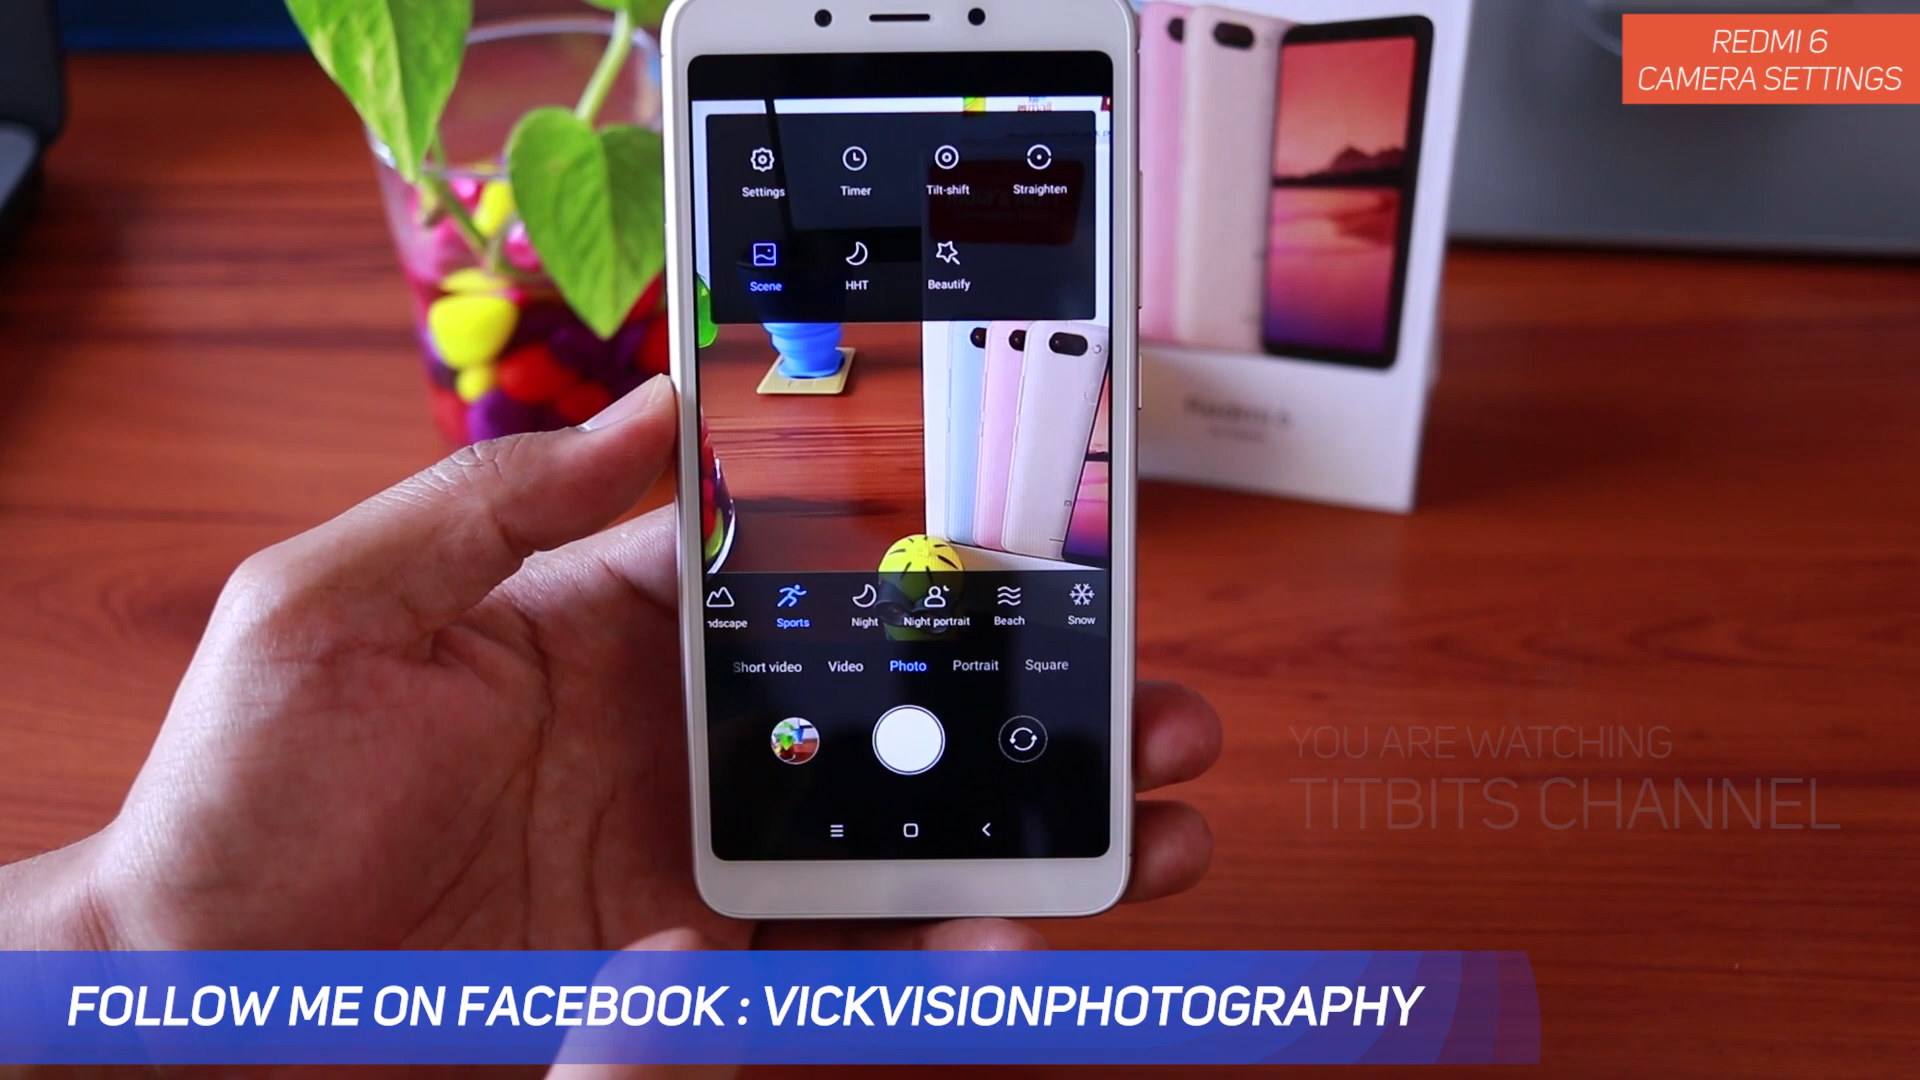 REDMI 6
CAMERA SETTINGS
Settings
Timer
Tilt-shift
Straighten
Scene
HHT
Beautify
ndscape
Sports
Night
Night portrait
Beach
Snow
Short video
Video
Photo
Portrait
Square
YOU ARE WATCHING
TITBITS CHANNEL
FOLLOW ME ON FACEBOOK : VICKVISIONPHOTOGRAPHY